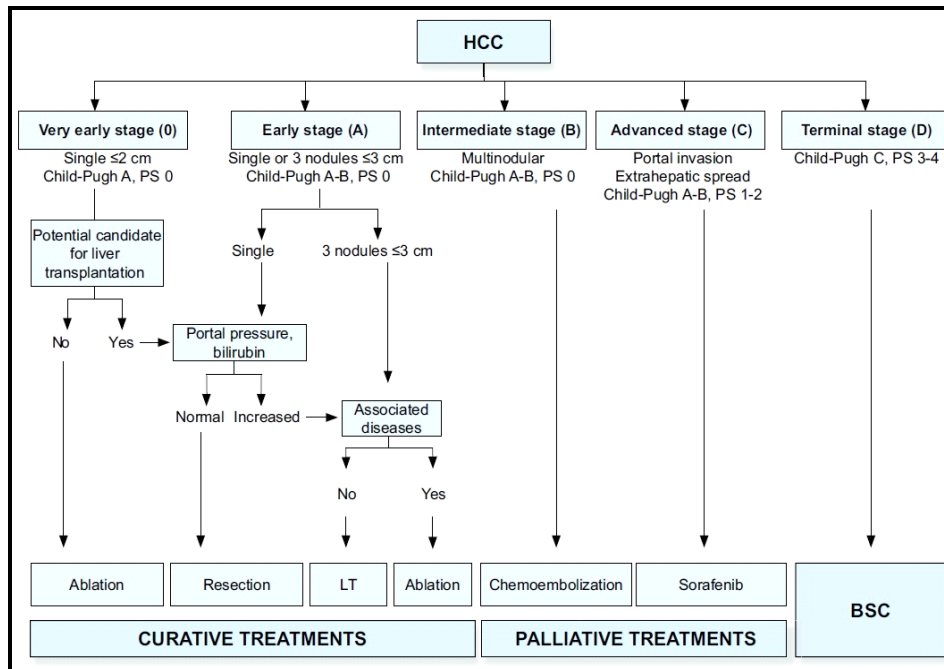 HCC
Very early stage (0)
Single ≤2 cm
Child-Pugh A, PS 0
Early stage (A)
Single or 3 nodules ≤3 cm
Child-Pugh A-B, PS 0
Intermediate stage (B)
Multinodular
Child-Pugh A-B, PS 0
Advanced stage (C)
Portal invasion
Extrahepatic spread
Child-Pugh A-B, PS 1-2
Terminal stage (D)
Child-Pugh C, PS 3-4
Potential candidate
for liver
transplantation
Single
3 nodules ≤3 cm
No
Yes
Portal pressure,
bilirubin
Normal
Increased
Associated
diseases
No
Yes
Ablation
Resection
LT
Ablation
Chemoembolization
Sorafenib
BSC
CURATIVE TREATMENTS
PALLIATIVE TREATMENTS